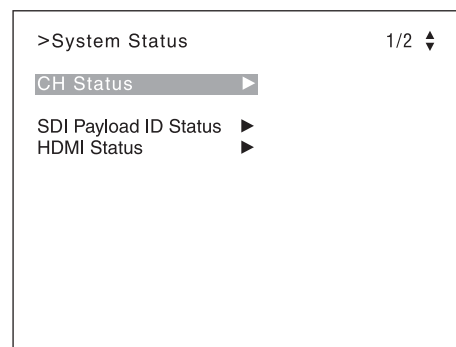 >System Status 1/2
CH Status
SDI Payload ID Status
HDMI Status